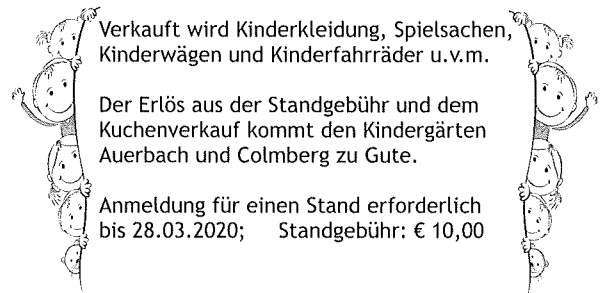 Verkauft wird Kinderkleidung, Spielsachen,
Kinderwägen und Kinderfahrräder u.v.m.
Der Erlös aus der Standgebühr und dem
Kuchenverkauf kommt den Kindergärten
Auerbach und Colmberg zu Gute.
Anmeldung für einen Stand erforderlich
bis 28.03.2020; Standgebühr: € 10,00